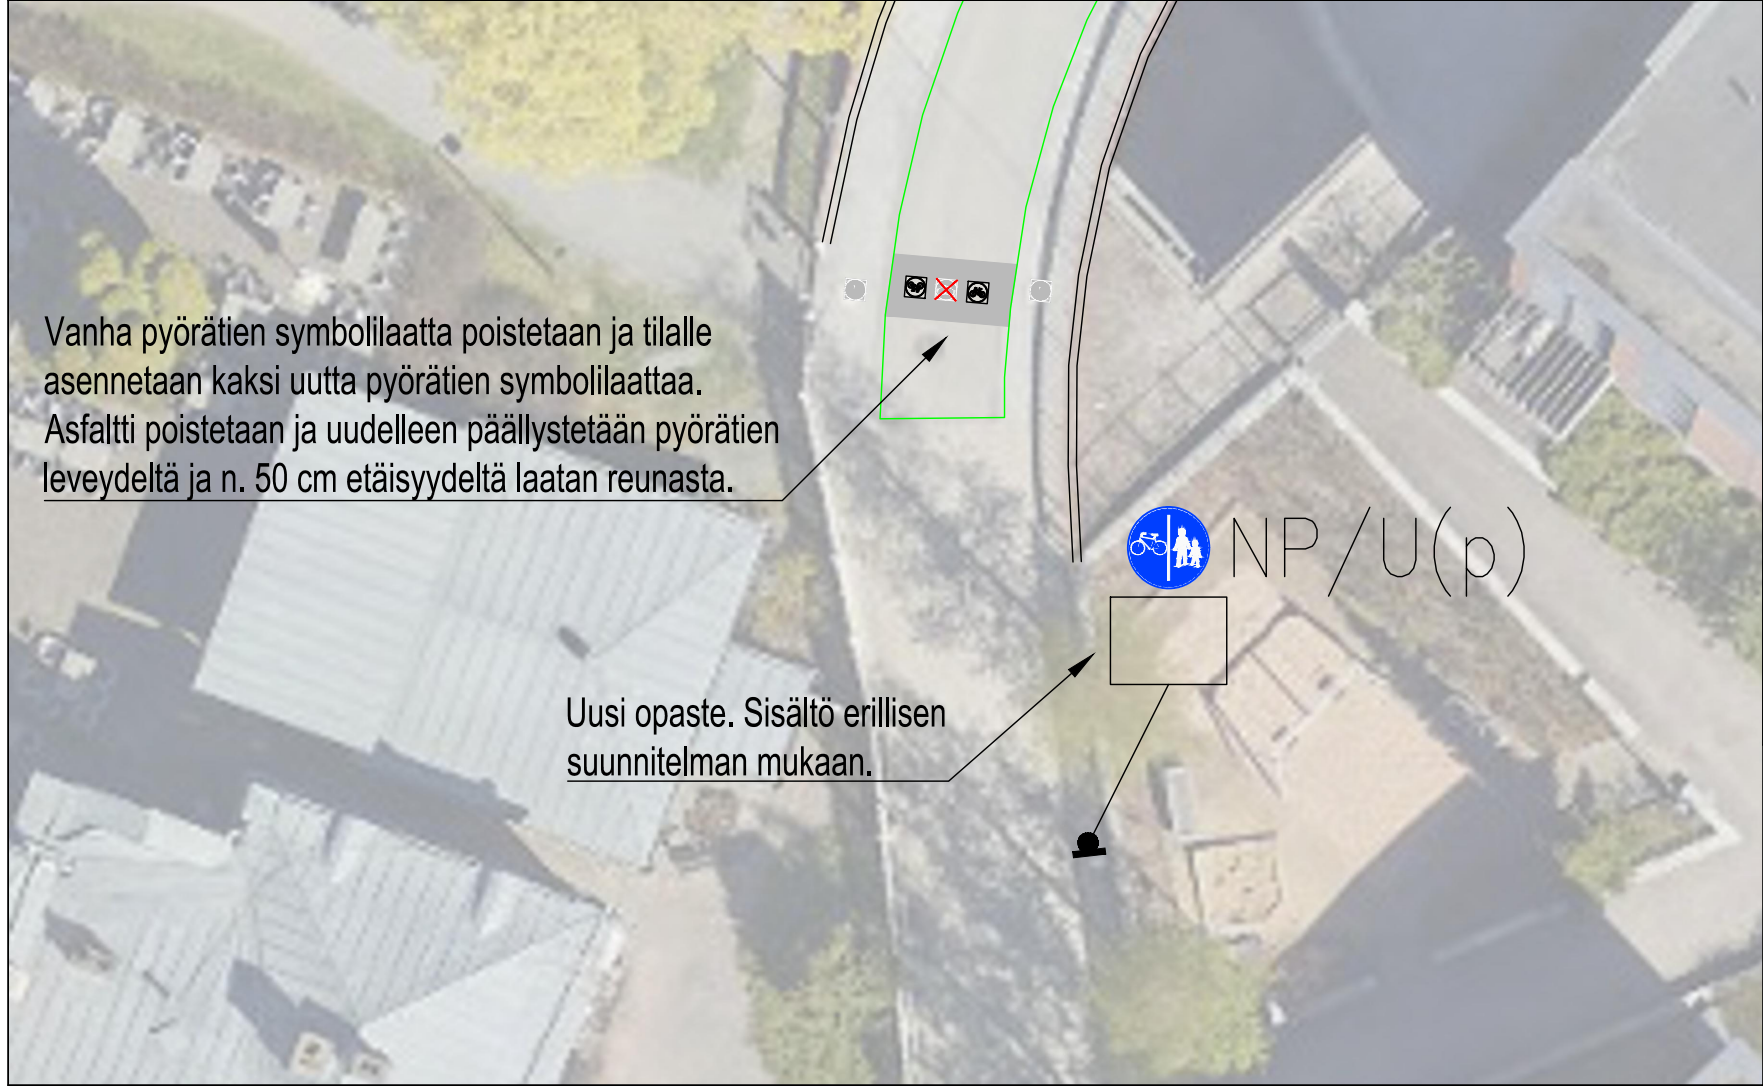 Vanha pyörätien symbolilaatta poistetaan ja tilalle
asennetaan kaksi uutta pyörätien symbolilaattaa.
Asfaltti poistetaan ja uudelleen päällystetään pyörätien
leveydeltä ja n. 50 cm etäisyydeltä laatan reunasta.
NP/U(p)
Uusi opaste. Sisältö erillisen
suunnitelman mukaan.